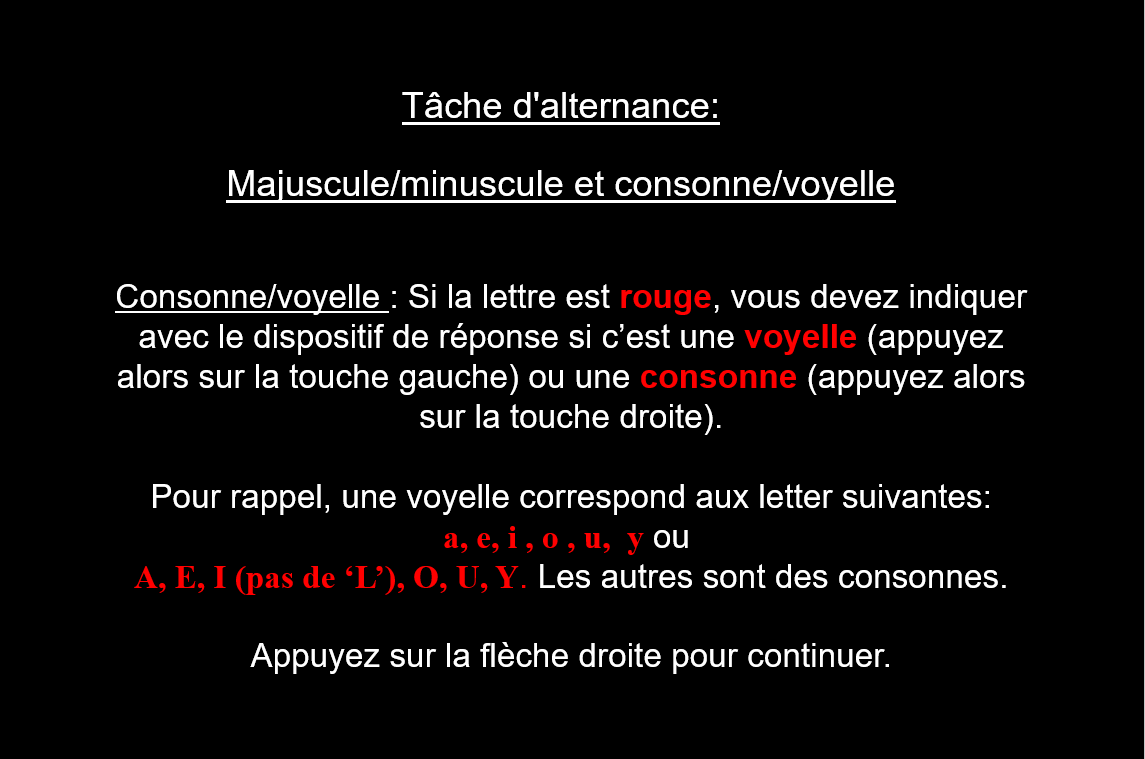 Tâche d'alternance:
Majuscule/minuscule et consonne/voyelle
Consonne/voyelle : Si la lettre est rouge, vous devez indiquer
avec le dispositif de réponse si c’est une voyelle (appuyez
alors sur la touche gauche) ou une consonne (appuyez alors
sur la touche droite).
Pour rappel, une voyelle correspond aux letter suivantes:
a, e, i , o , u,  y ou
A, E, I (pas de ‘L’), O, U, Y. Les autres sont des consonnes.
Appuyez sur la flèche droite pour continuer.